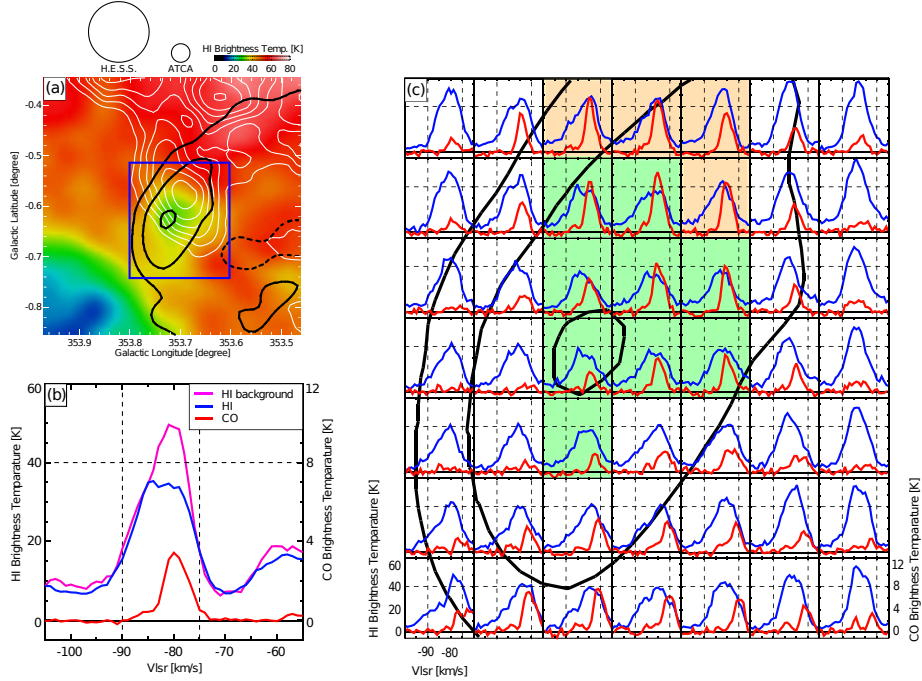 H.E.S.S.
ATCA
HI Brightness Temp. [K]
0 20 40 60 80
(a)
Galactic Latitude [degree]
-0.4
-0.5
-0.6
-0.7
-0.8
353.9 353.8 353.7 353.6 353.5
Galactic Longitude [degree]
(b)
HI background
HI
CO
HI Brightness Temparature [K]
60
40
20
0
CO Brightness Temparature [K]
12
8
4
0
-100 -90 -80 -70 -60
Vlsr [km/s]
(c)
HI Brightness Temparature [K]
60
40
20
0
CO Brightness Temparature [K]
12
8
4
0
-90 -80
Vlsr [km/s]